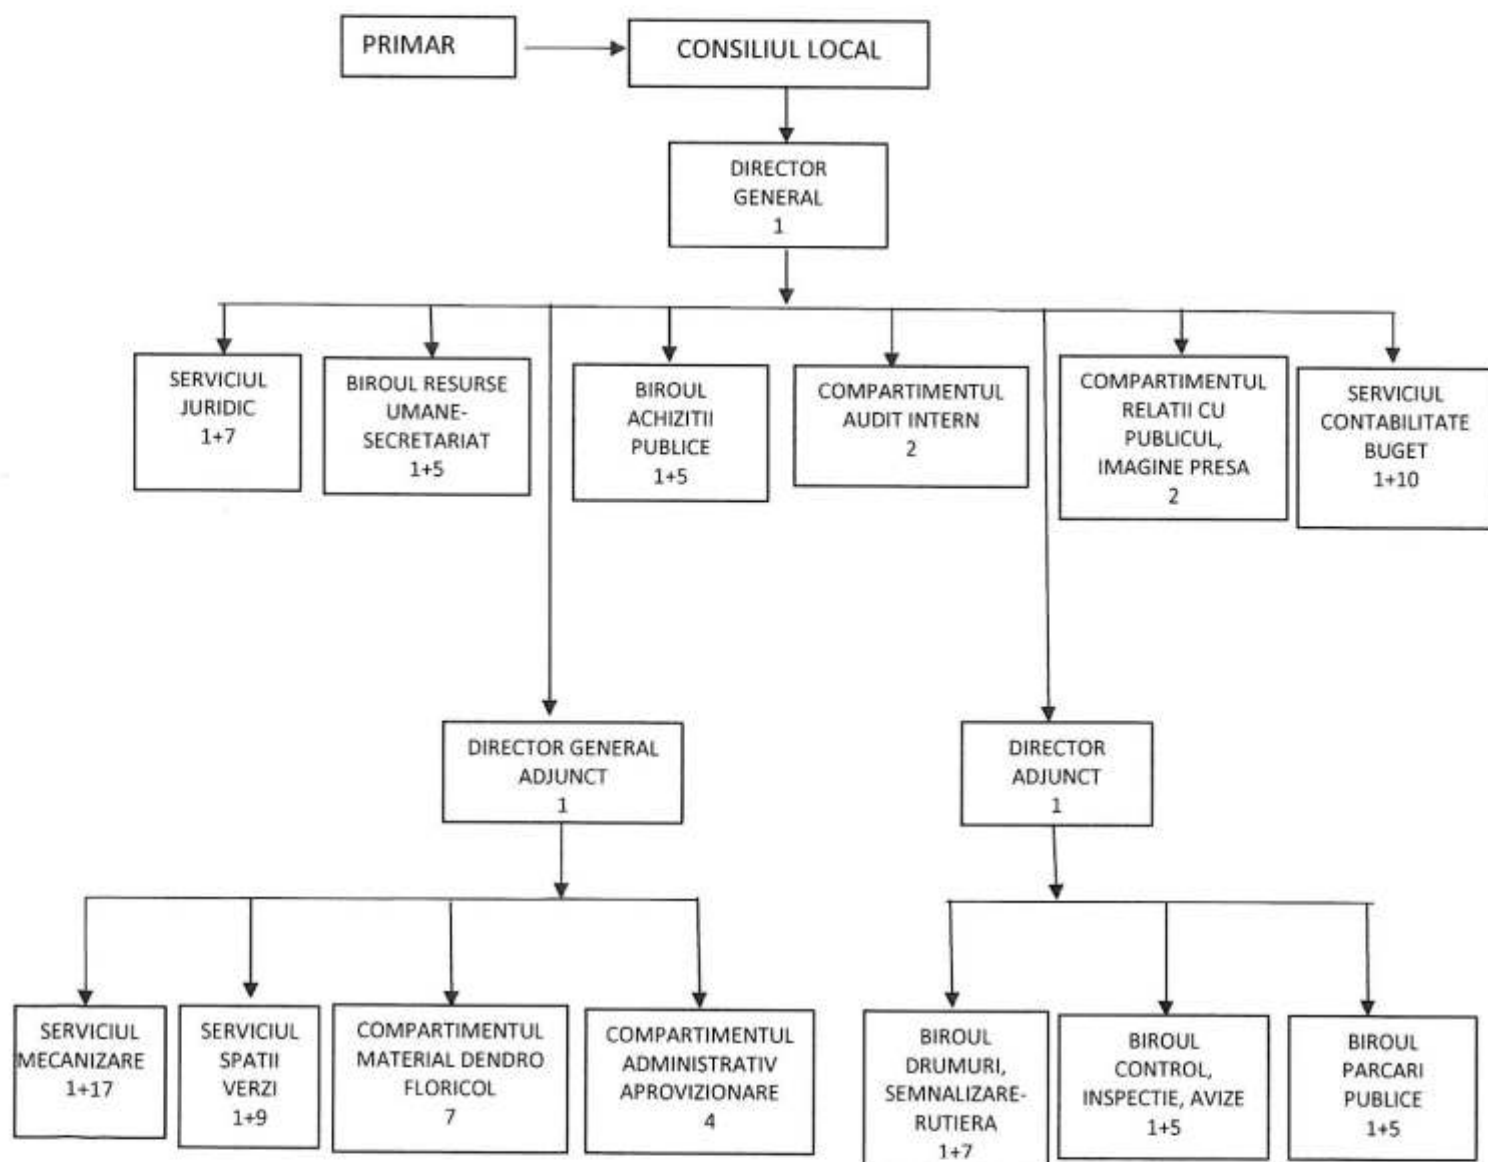 PRIMAR
CONSILIUL LOCAL
DIRECTOR
GENERAL
1
SERVICIUL
JURIDIC
1+7
BIROUL RESURSE
UMANE-
SECRETARIAT
1+5
BIROUL
ACHIZITII
PUBLICE
1+5
COMPARTIMENTUL
AUDIT INTERN
2
COMPARTIMENTUL
RELATII CU
PUBLICUL,
IMAGINE PRESA
2
SERVICIUL
CONTABILITATE
BUGET
1+10
DIRECTOR GENERAL
ADJUNCT
1
DIRECTOR
ADJUNCT
1
SERVICIUL
MECANIZARE
1+17
SERVICIUL
SPATII
VERZI
1+9
COMPARTIMENTUL
MATERIAL DENDRO
FLORICOL
7
COMPARTIMENTUL
ADMINISTRATIV
APROVIZIONARE
4
BIROUL
DRUMURI,
SEMNALIZARE-
RUTIERA
1+7
BIROUL
CONTROL,
INSPECTIE, AVIZE
1+5
BIROUL
PARCARI
PUBLICE
1+5